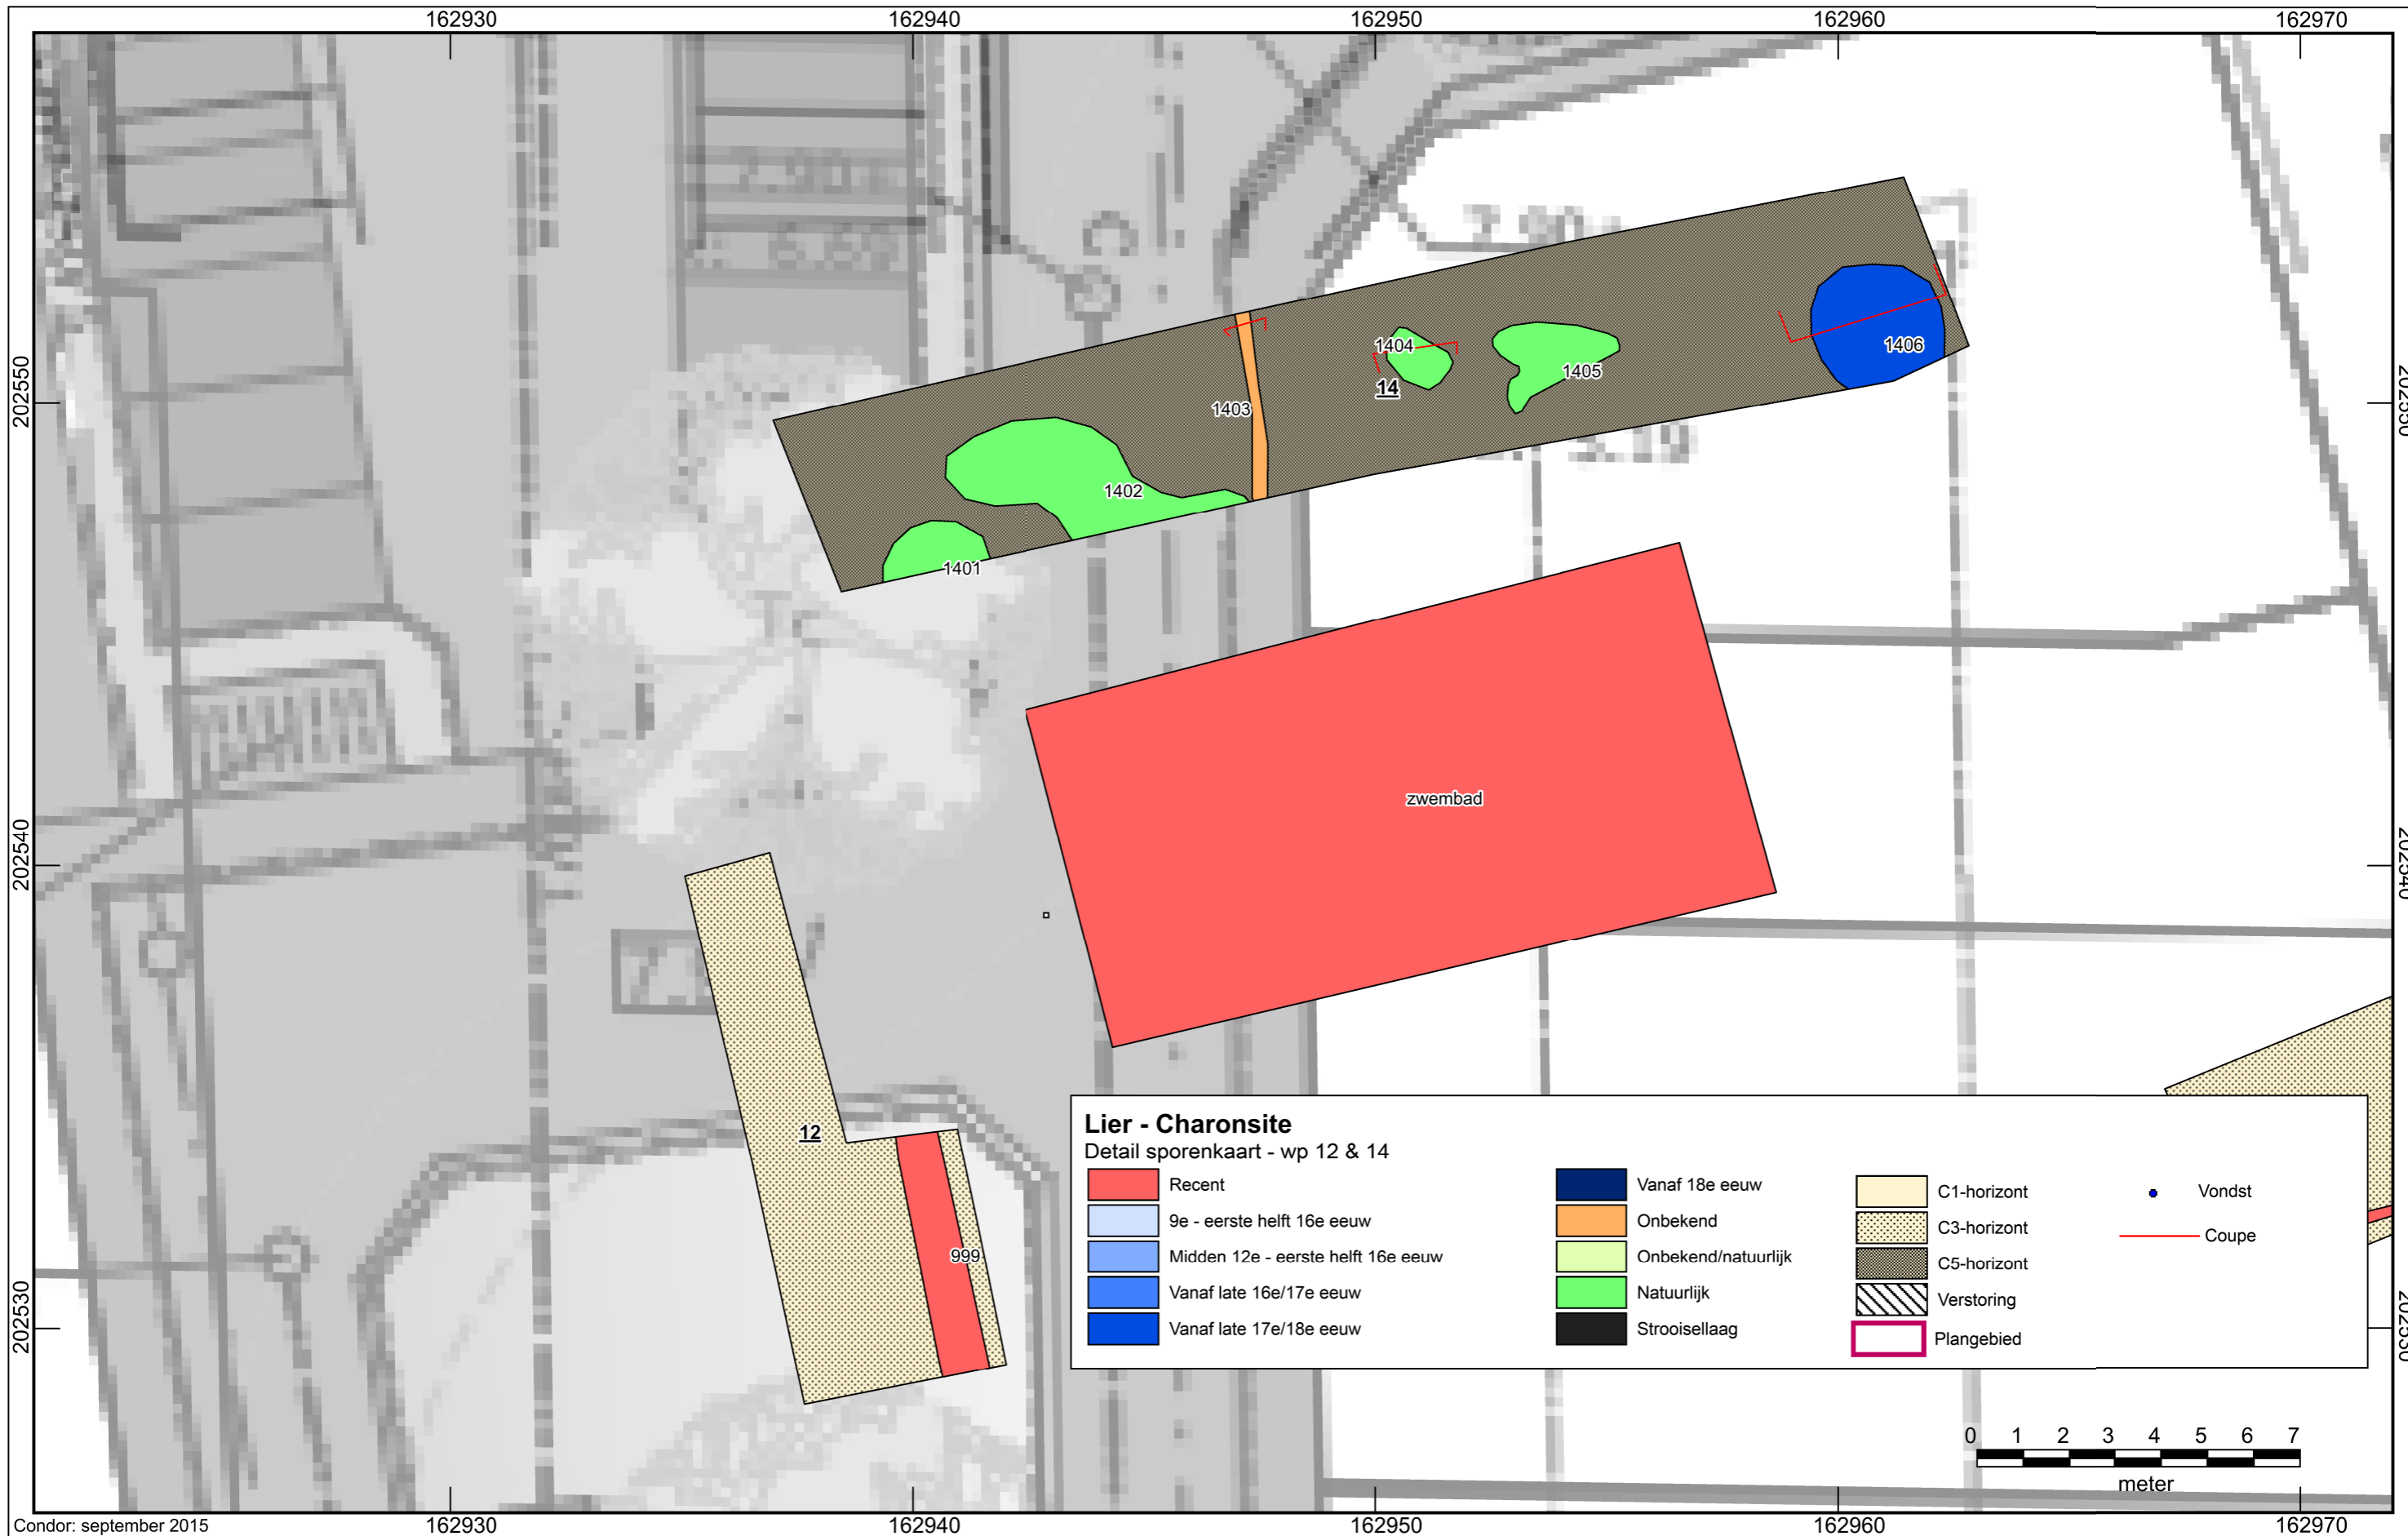 162930 162940 162950 162960 162970
202550
202550
1406
1404
1405
14
1403
1402
1401
zwembad
202540
202540
12
999
202530
202530
Lier - Charonsite
Detail sporenkaart - wp 12 & 14
Recent
9e - eerste helft 16e eeuw
Midden 12e - eerste helft 16e eeuw
Vanaf late 16e/17e eeuw
Vanaf late 17e/18e eeuw
Vanaf 18e eeuw
Onbekend
Onbekend/natuurlijk
Natuurlijk
Strooisellaag
C1-horizont
C3-horizont
C5-horizont
Verstoring
Plangebied
Vondst
Coupe
0 1 2 3 4 5 6 7
meter
Condor: september 2015
162930 162940 162950 162960 162970